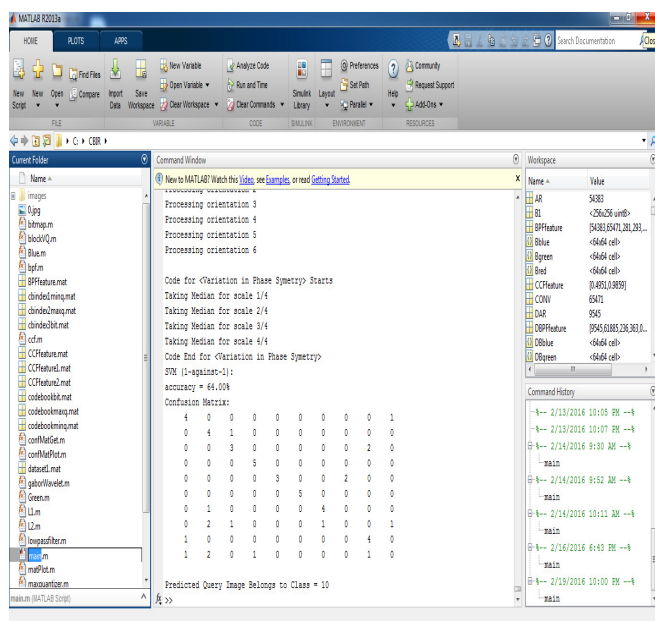 MATLAB R2013a
HOME PLOTS APPS
Search Documentation
Clos
New Script
New
Open
Find Files
Compare
Import Data
Save Workspace
New Variable
Open Variable
Clear Workspace
Analyze Code
Run and Time
Clear Commands
Simulink Library
Layout
Preferences
Set Path
Parallel
Help
Community
Request Support
Add-Ons
FILE VARIABLE CODE SIMULINK ENVIRONMENT RESOURCES
C: CBIR
Current Folder
Name
images
0.jpg
bitmap.m
blockVQ.m
Blue.m
bpf.m
BPFfeature.mat
cbindex1minq.mat
cbindex2maxq.mat
cbindex3bit.mat
ccf.m
CCFfeature.mat
CCFfeature1.mat
CCFfeature2.mat
codebookbit.mat
codebookmaxq.mat
codebookminq.mat
confMatGet.m
confMatPlot.m
dataset1.mat
gaborWavelet.m
Green.m
L1.m
L2.m
lowpassfilter.m
main.m
matPlot.m
maxquantizer.m
main.m (MATLAB Script)
Command Window
New to MATLAB? Watch this Video, see Examples, or read Getting Started.
Processing orientation 2
Processing orientation 3
Processing orientation 4
Processing orientation 5
Processing orientation 6
Code for <Variation in Phase Symetry> Starts
Taking Median for scale 1/4
Taking Median for scale 2/4
Taking Median for scale 3/4
Taking Median for scale 4/4
Code End for <Variation in Phase Symetry>
SVM (1-against-1):
accuracy = 64.00%
Confusion Matrix:
4 0 0 0 0 0 0 0 0 1
0 4 1 0 0 0 0 0 0 0
0 0 3 0 0 0 0 0 2 0
0 0 0 5 0 0 0 0 0 0
0 0 0 0 3 0 0 2 0 0
0 0 0 0 0 5 0 0 0 0
0 1 0 0 0 0 4 0 0 0
0 2 1 0 0 0 1 0 0 1
1 0 0 0 0 0 0 0 4 0
1 2 0 1 0 0 0 0 1 0
Predicted Query Image Belongs to Class = 10
fx >>
Workspace
Name Value
AR 54383
B1 <256x256 uint8>
BPFfeature [54383,65471,281,293,...
Bblue <64x64 cell>
Bgreen <64x64 cell>
Bred <64x64 cell>
CCFfeature [0.4951,0.9859]
CONV 65471
DAR 9545
DBPFfeature [9545,61885,236,363,0...
DBblue <64x64 cell>
DBgreen <64x64 cell>
Command History
%-- 2/13/2016 10:05 PM --%
%-- 2/13/2016 10:07 PM --%
%-- 2/14/2016 9:30 AM --%
main
%-- 2/14/2016 9:52 AM --%
main
%-- 2/14/2016 10:11 AM --%
main
%-- 2/16/2016 6:43 PM --%
main
%-- 2/19/2016 10:00 PM --%
main